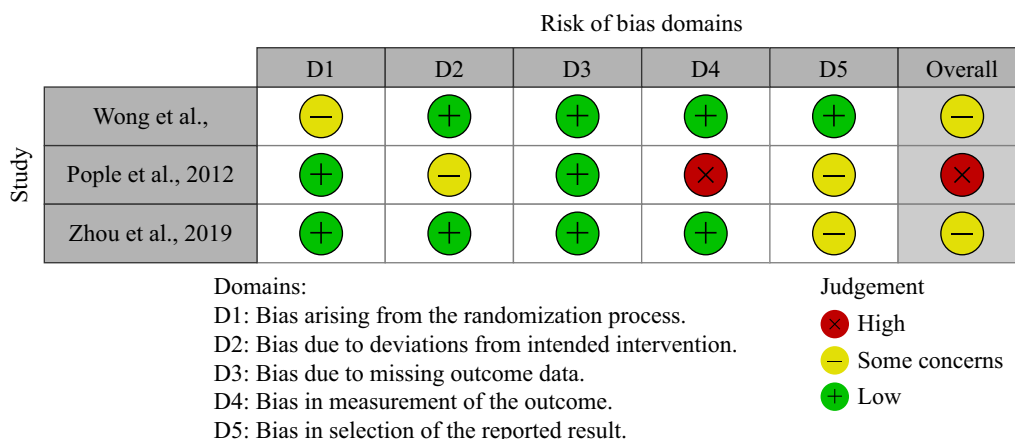 Risk of bias domains
D1 D2 D3 D4 D5 Overall
Study
Wong et al., − + + + + −
Pople et al., 2012 + − + × − ×
Zhou et al., 2019 + + + + − −
Domains:
D1: Bias arising from the randomization process.
D2: Bias due to deviations from intended intervention.
D3: Bias due to missing outcome data.
D4: Bias in measurement of the outcome.
D5: Bias in selection of the reported result.
Judgement
× High
− Some concerns
+ Low